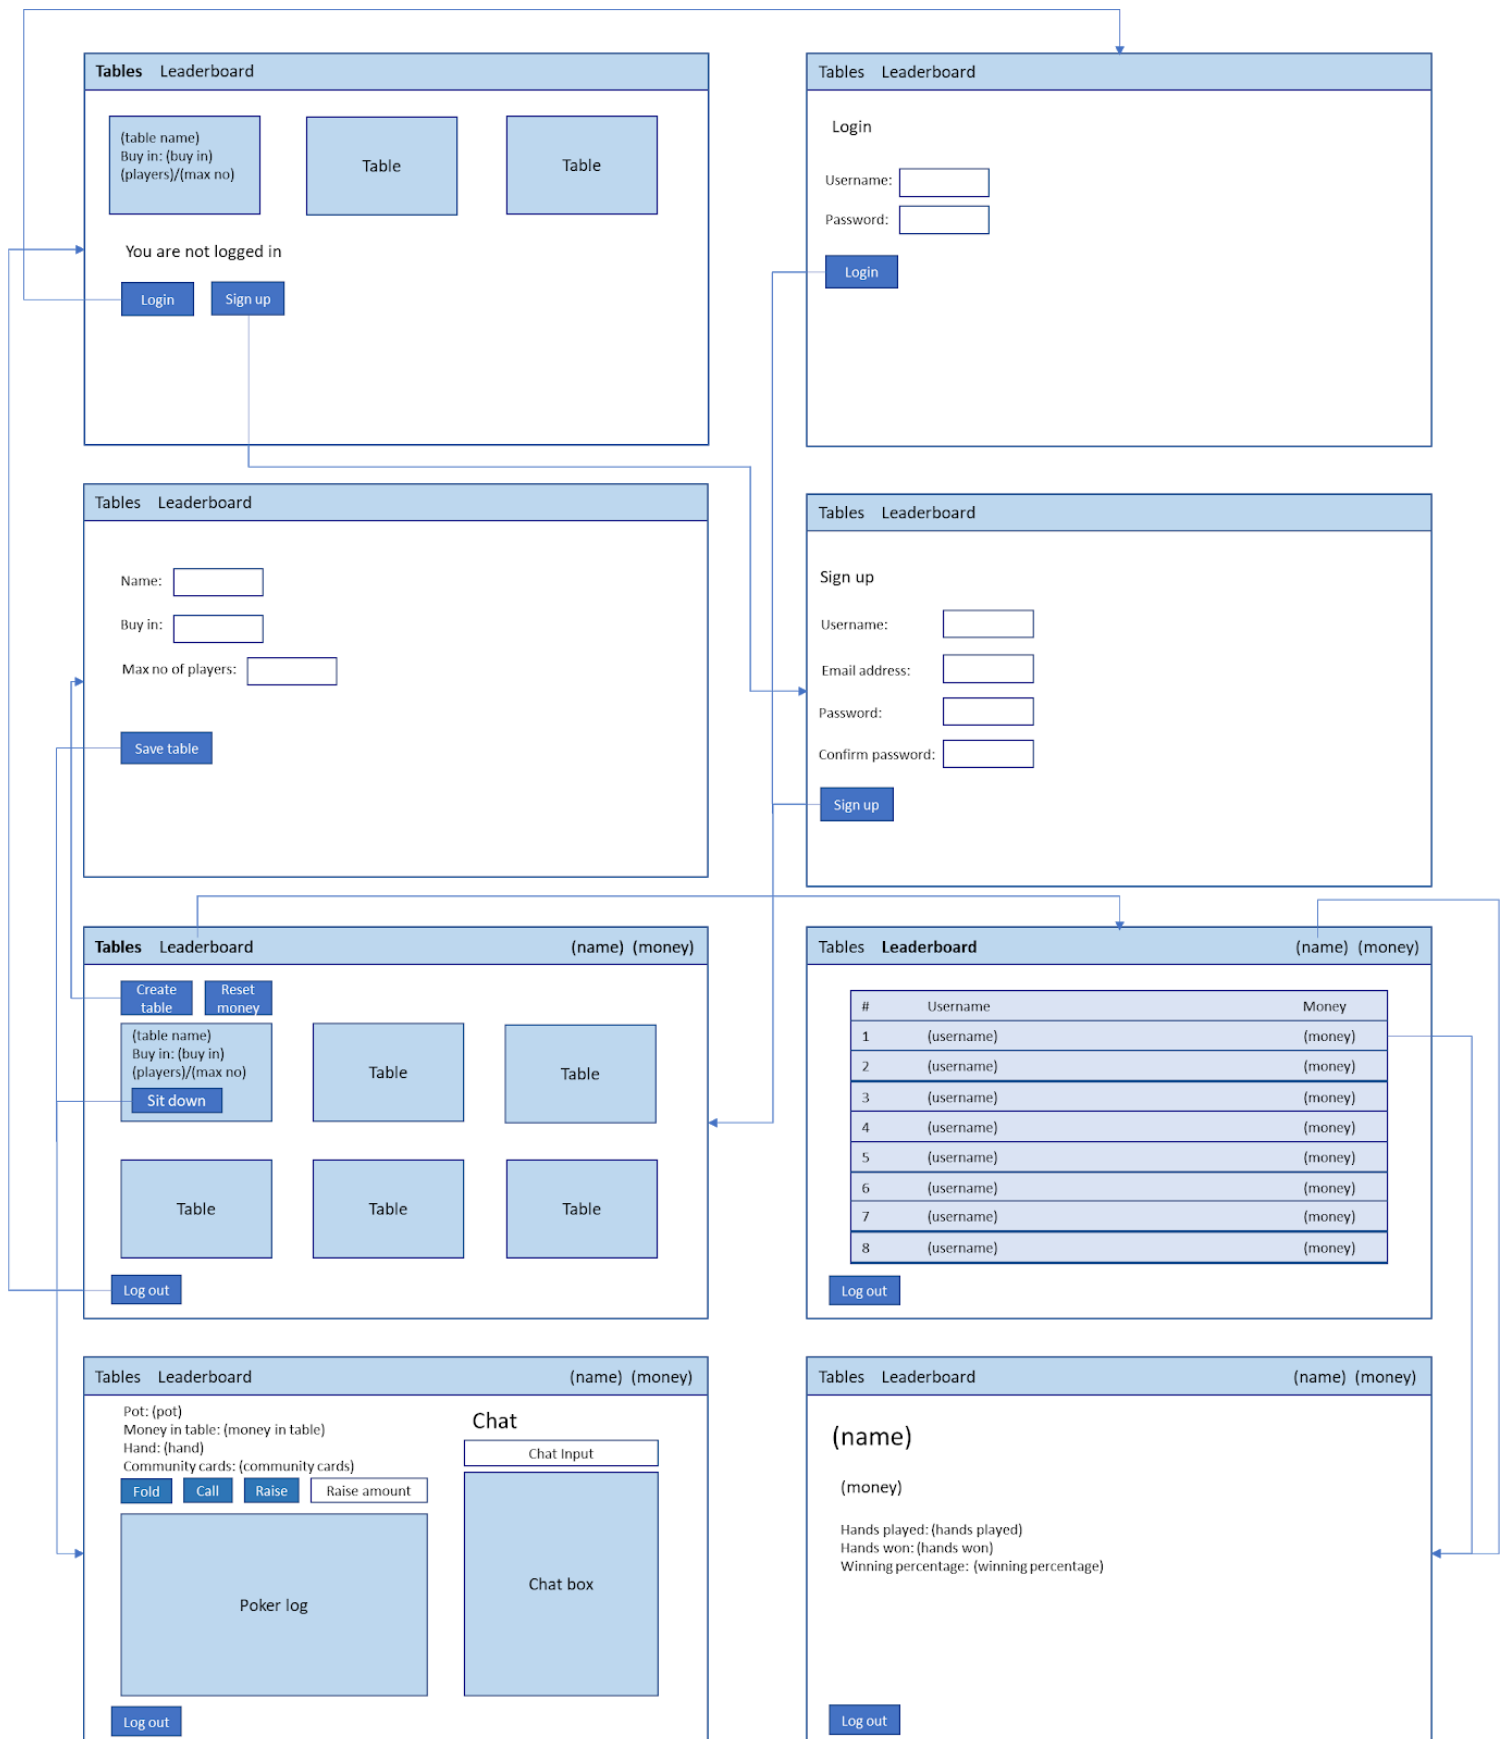 Tables Leaderboard
(table name)
Buy in: (buy in)
(players)/(max no)
Table
Table
You are not logged in
Login
Sign up
Tables Leaderboard
Login
Username:
Password:
Login
Tables Leaderboard
Name:
Buy in:
Max no of players:
Save table
Tables Leaderboard
Sign up
Username:
Email address:
Password:
Confirm password:
Sign up
Tables Leaderboard (name) (money)
Create
table
Reset
money
(table name)
Buy in: (buy in)
(players)/(max no)
Sit down
Table
Table
Table
Table
Table
Log out
Tables Leaderboard (name) (money)
# Username Money
1 (username) (money)
2 (username) (money)
3 (username) (money)
4 (username) (money)
5 (username) (money)
6 (username) (money)
7 (username) (money)
8 (username) (money)
Log out
Tables Leaderboard (name) (money)
Pot: (pot)
Money in table: (money in table)
Hand: (hand)
Community cards: (community cards)
Fold
Call
Raise
Raise amount
Poker log
Chat
Chat Input
Chat box
Log out
Tables Leaderboard (name) (money)
(name)
(money)
Hands played: (hands played)
Hands won: (hands won)
Winning percentage: (winning percentage)
Log out